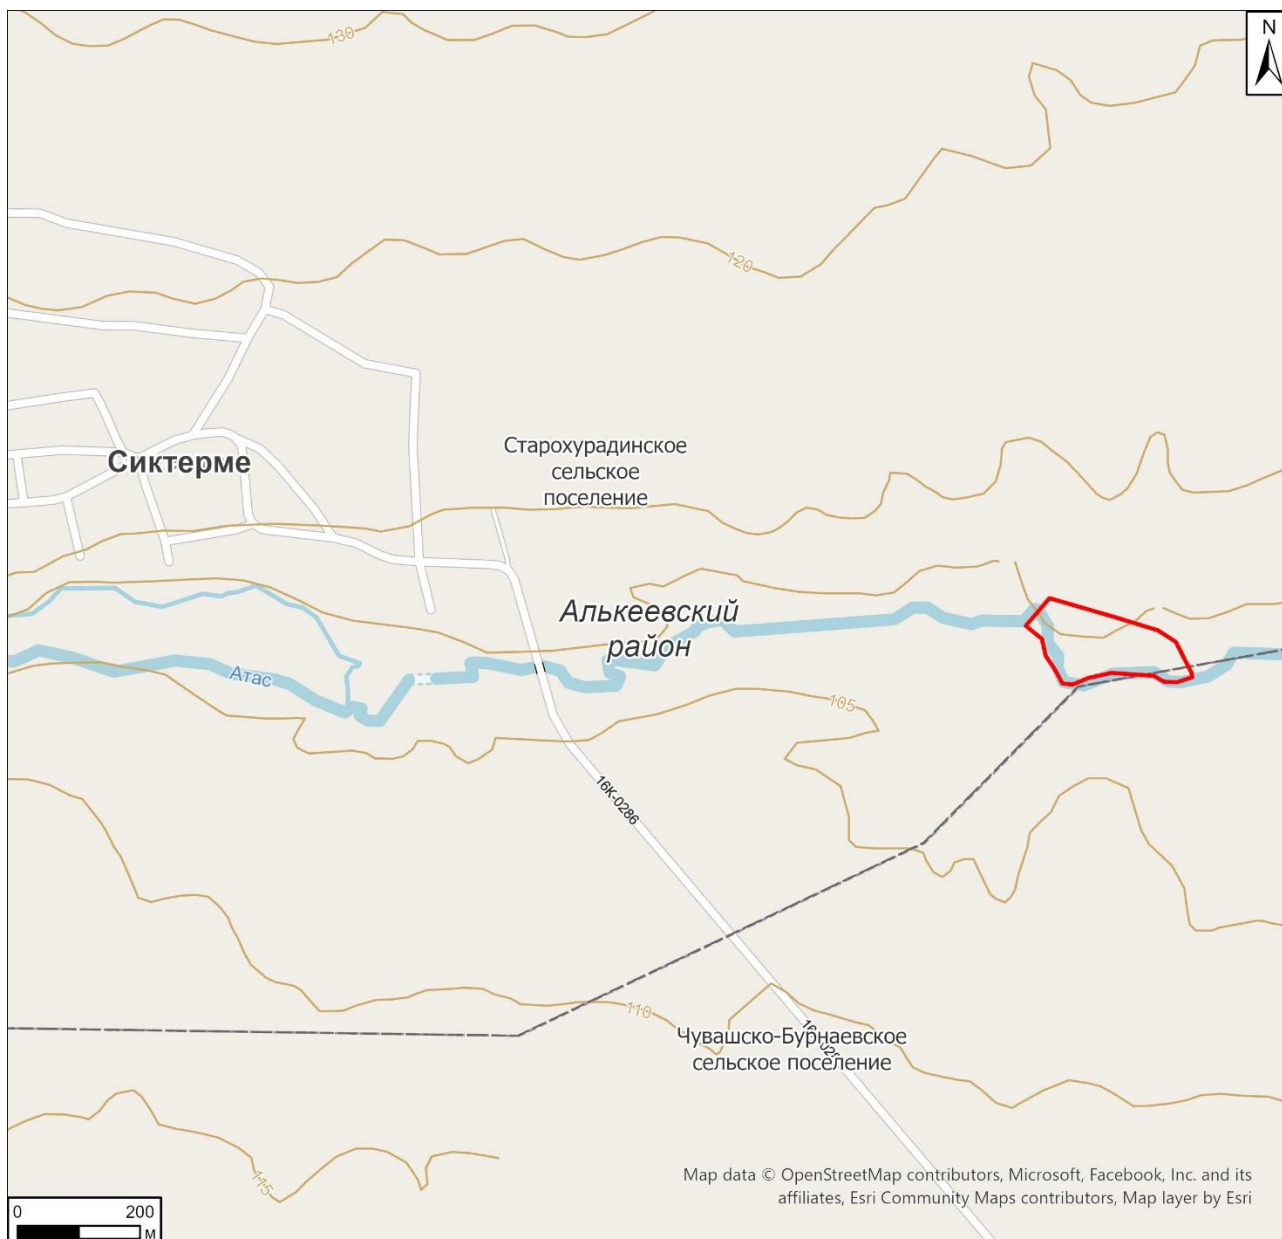 130
N
120
Старохурадинское
сельское
поселение
Сиктерме
Алькеевский
район
Атас
105
16К-0286
110
Чувашско-Бурнаевское
сельское поселение
115
Map data © OpenStreetMap contributors, Microsoft, Facebook, Inc. and its
affiliates, Esri Community Maps contributors, Map layer by Esri
0 200
М